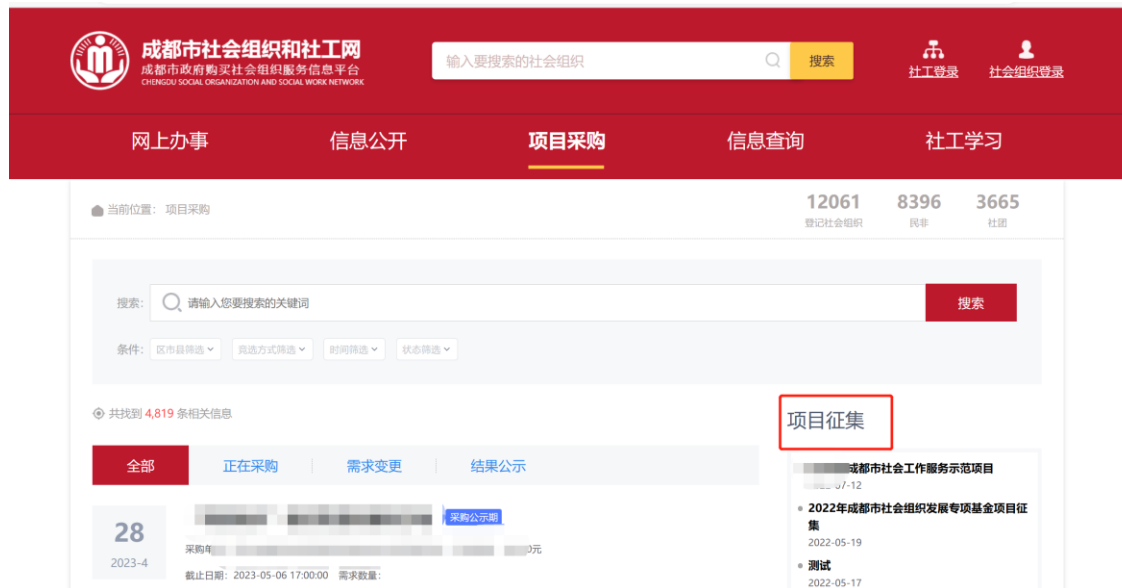 成都市社会组织和社工网
成都市政府购买社会组织服务信息平台
CHENGDU SOCIAL ORGANIZATION AND SOCIAL WORK NETWORK
输入要搜索的社会组织
搜索
社工登录
社会组织登录
网上办事
信息公开
项目采购
信息查询
社工学习
当前位置： 项目采购
12061
登记社会组织
8396
民非
3665
社团
搜索:
请输入您要搜索的关键词
搜索
条件:
区市县筛选
竞选方式筛选
时间筛选
状态筛选
共找到 4,819 条相关信息
项目征集
全部
正在采购
需求变更
结果公示
成都市社会工作服务示范项目
07-12
2022年成都市社会组织发展专项基金项目征
集
2022-05-19
测试
2022-05-17
28
2023-4
采购公示期
采购年
0元
截止日期： 2023-05-06 17:00:00 需求数量：